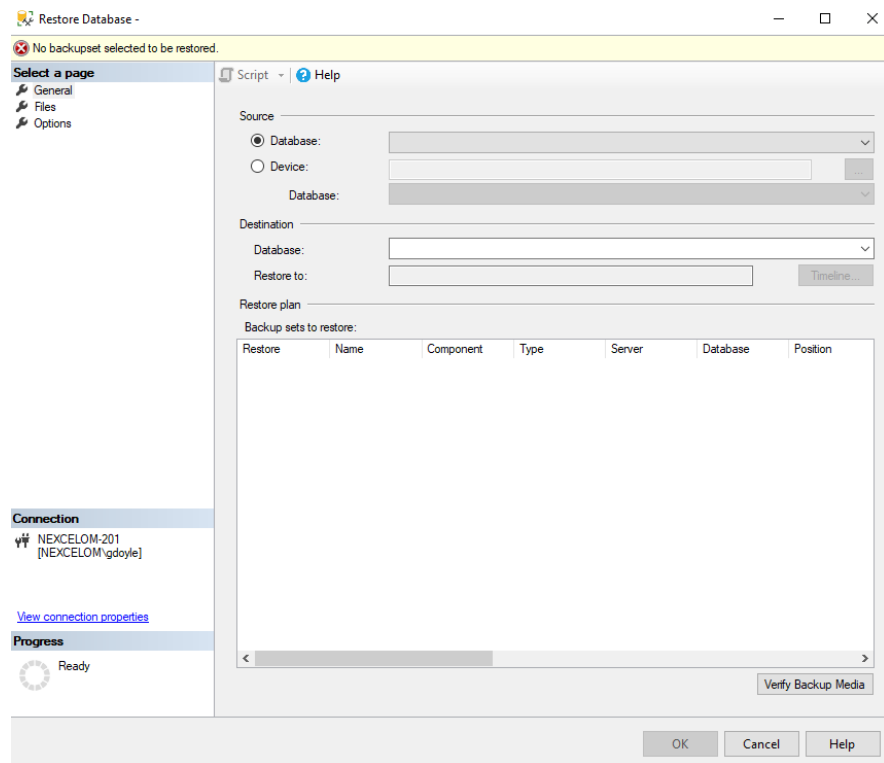 Restore Database -
No backupset selected to be restored.
Select a page
General
Files
Options
Script
Help
Source
Database:
Device:
...
Database:
Destination
Database:
Restore to:
Timeline...
Restore plan
Backup sets to restore:
Restore Name Component Type Server Database Position
Connection
NEXCELOM-201
[NEXCELOM\gdoyle]
View connection properties
Progress
Ready
Verify Backup Media
OK Cancel Help